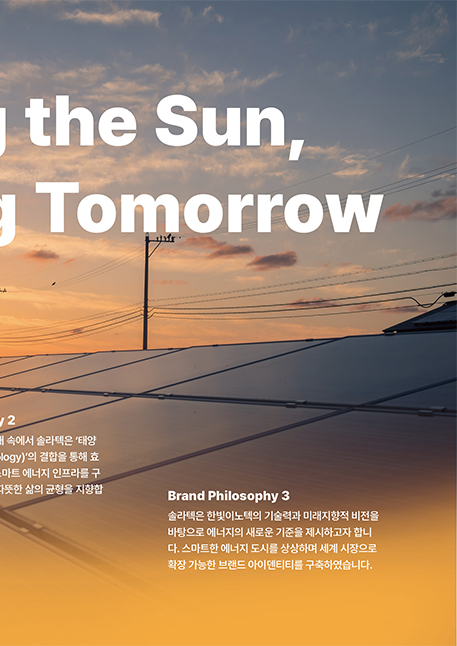 g the Sun,
g Tomorrow
y 2
속에서 솔라텍은 ‘태양
ology)’의 결합을 통해 효
스마트 에너지 인프라를 구
따뜻한 삶의 균형을 지향합
Brand Philosophy 3
솔라텍은 한빛이노텍의 기술력과 미래지향적 비전을
바탕으로 에너지의 새로운 기준을 제시하고자 합니
다. 스마트한 에너지 도시를 상상하며 세계 시장으로
확장 가능한 브랜드 아이덴티티를 구축하였습니다.